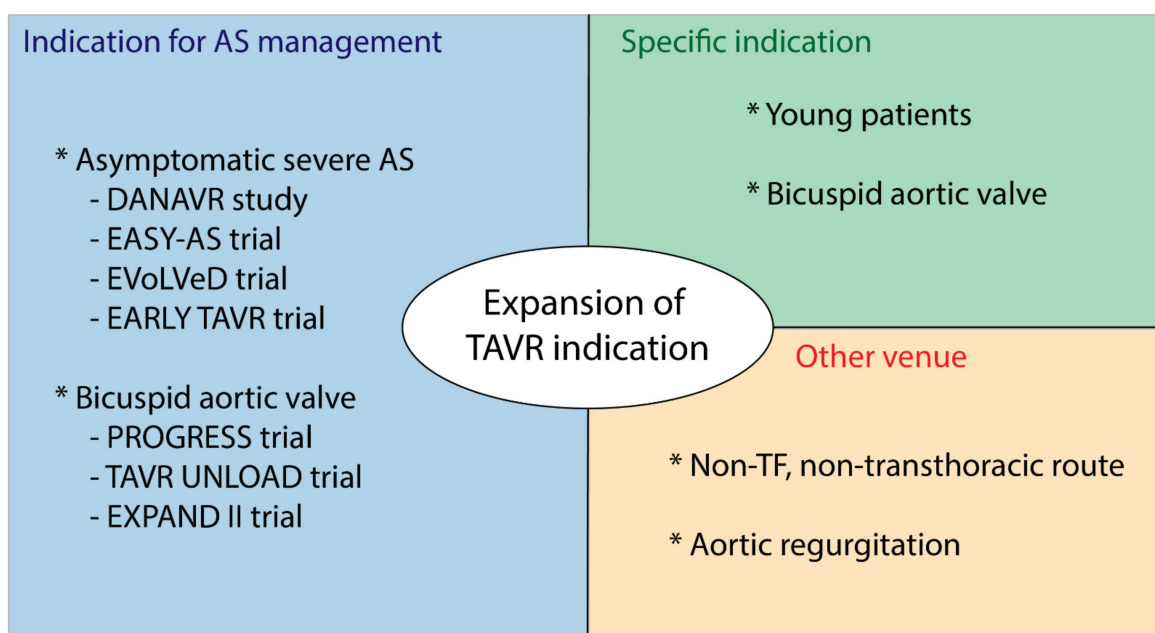 Indication for AS management
* Asymptomatic severe AS
- DANAVR study
- EASY-AS trial
- EVoLVeD trial
- EARLY TAVR trial
* Bicuspid aortic valve
- PROGRESS trial
- TAVR UNLOAD trial
- EXPAND II trial
Specific indication
* Young patients
* Bicuspid aortic valve
Expansion of
TAVR indication
Other venue
* Non-TF, non-transthoracic route
* Aortic regurgitation